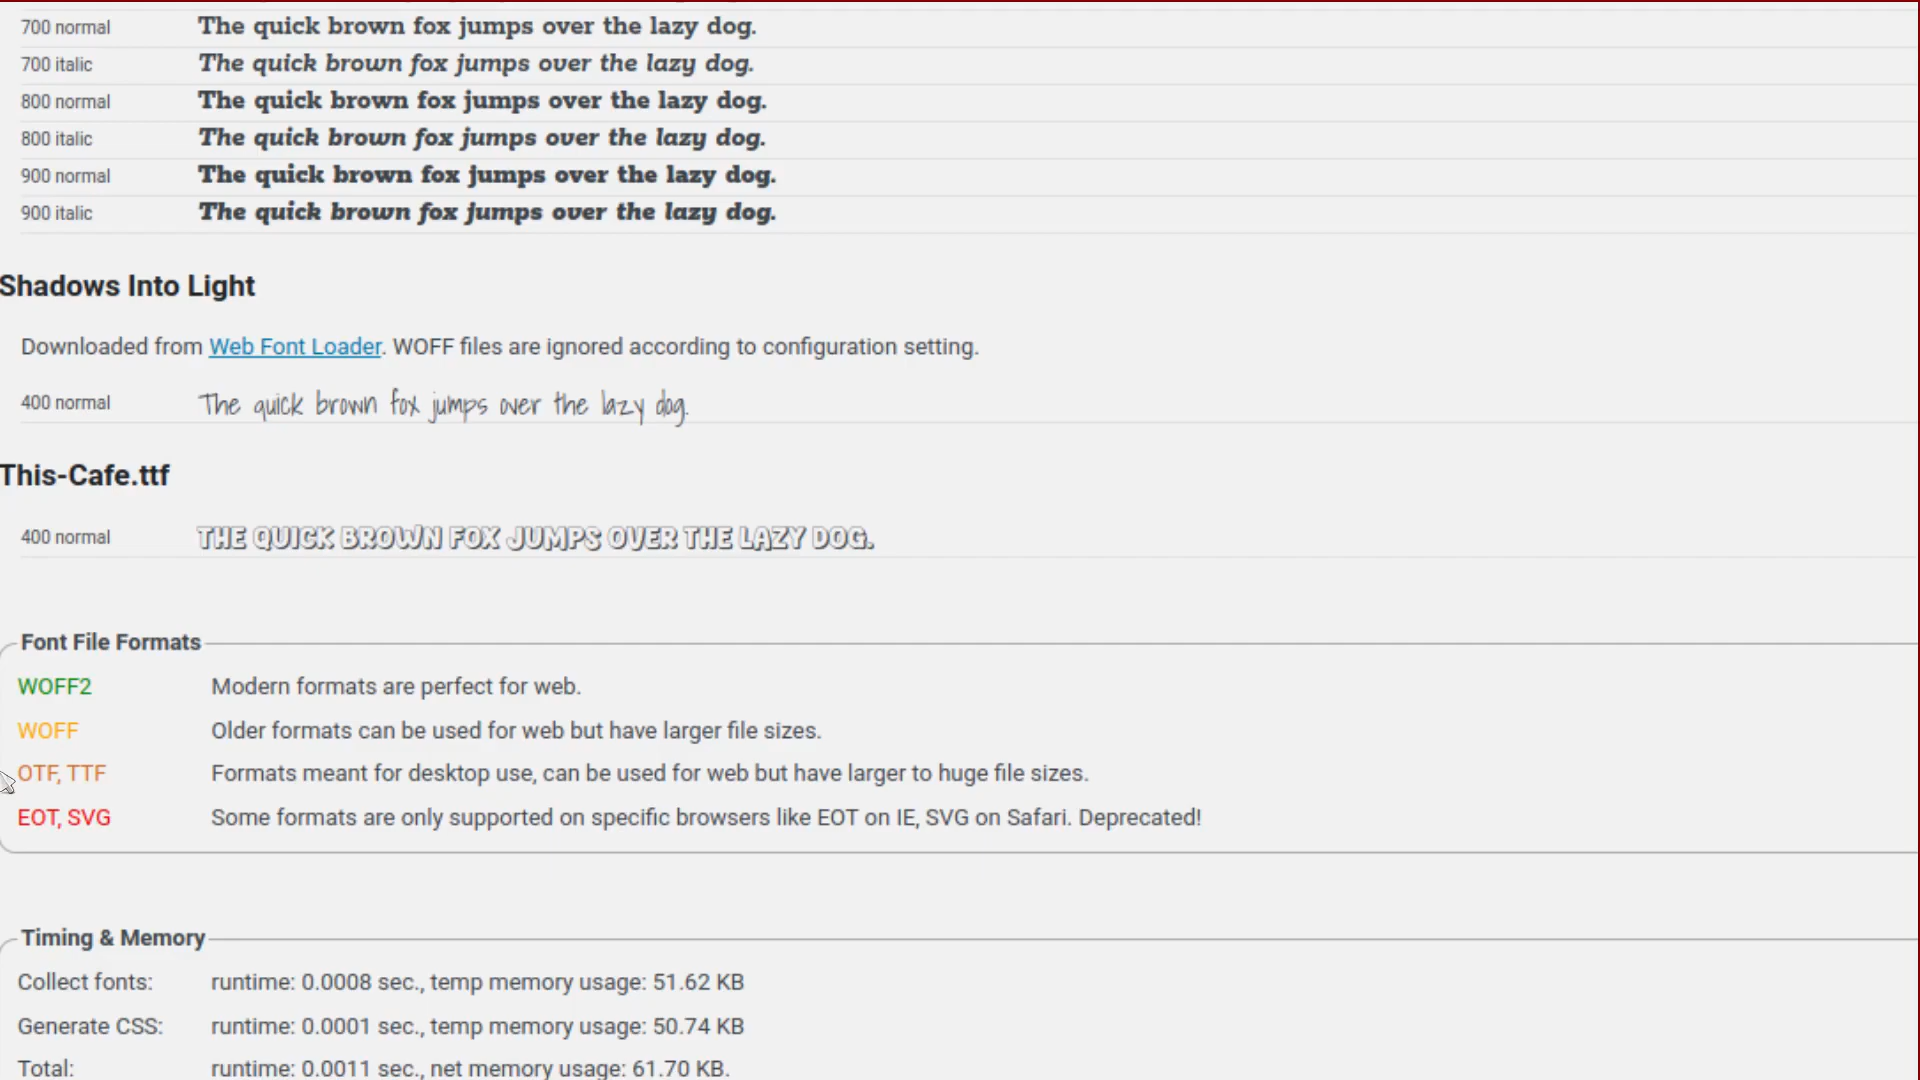 700 normal The quick brown fox jumps over the lazy dog.
700 italic The quick brown fox jumps over the lazy dog.
800 normal The quick brown fox jumps over the lazy dog.
800 italic The quick brown fox jumps over the lazy dog.
900 normal The quick brown fox jumps over the lazy dog.
900 italic The quick brown fox jumps over the lazy dog.
Shadows Into Light
Downloaded from Web Font Loader. WOFF files are ignored according to configuration setting.
400 normal The quick brown fox jumps over the lazy dog.
This-Cafe.ttf
400 normal THE QUICK BROWN FOX JUMPS OVER THE LAZY DOG.
Font File Formats
WOFF2 Modern formats are perfect for web.
WOFF Older formats can be used for web but have larger file sizes.
OTF, TTF Formats meant for desktop use, can be used for web but have larger to huge file sizes.
EOT, SVG Some formats are only supported on specific browsers like EOT on IE, SVG on Safari. Deprecated!
Timing & Memory
Collect fonts: runtime: 0.0008 sec., temp memory usage: 51.62 KB
Generate CSS: runtime: 0.0001 sec., temp memory usage: 50.74 KB
Total: runtime: 0.0011 sec., net memory usage: 61.70 KB.